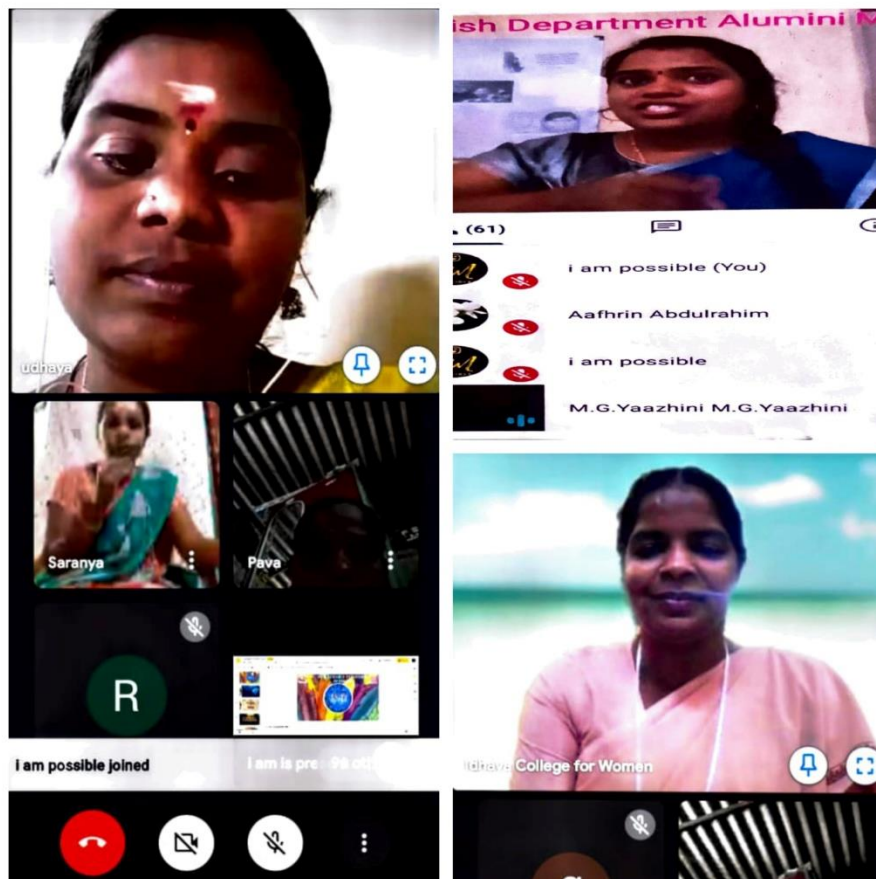 udhaya
Saranya
Pava
R
i am possible joined
ish Department Alumini M
(61)
i am possible (You)
Aafhrin Abdulrahim
i am possible
M.G.Yaazhini M.G.Yaazhini
College for Women